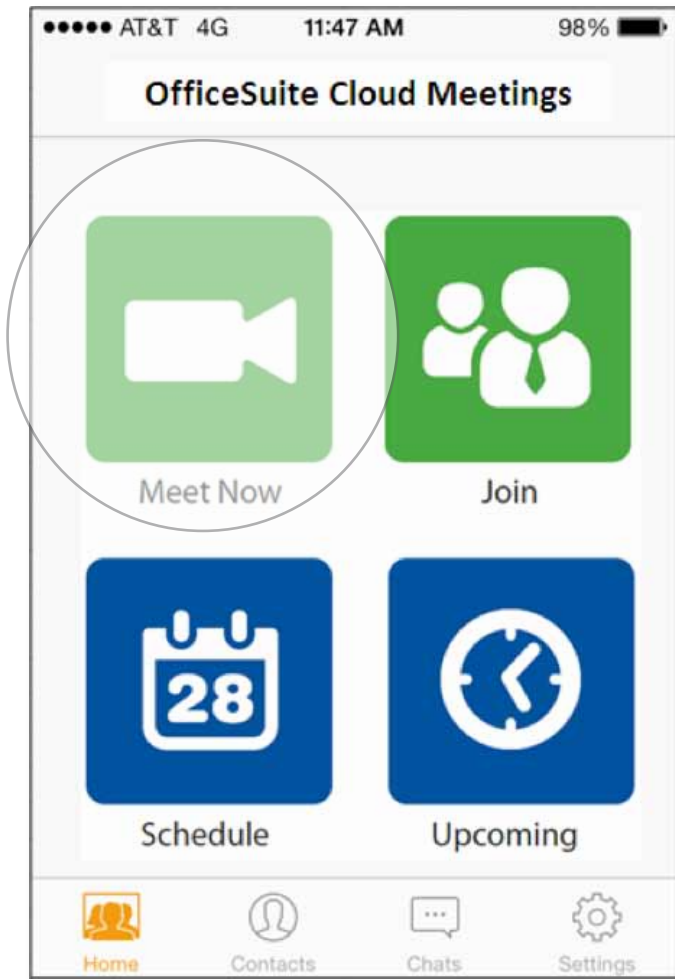 AT&T 4G 11:47 AM 98%
OfficeSuite Cloud Meetings
Meet Now Join
28
Schedule Upcoming
Home Contacts Chats Settings